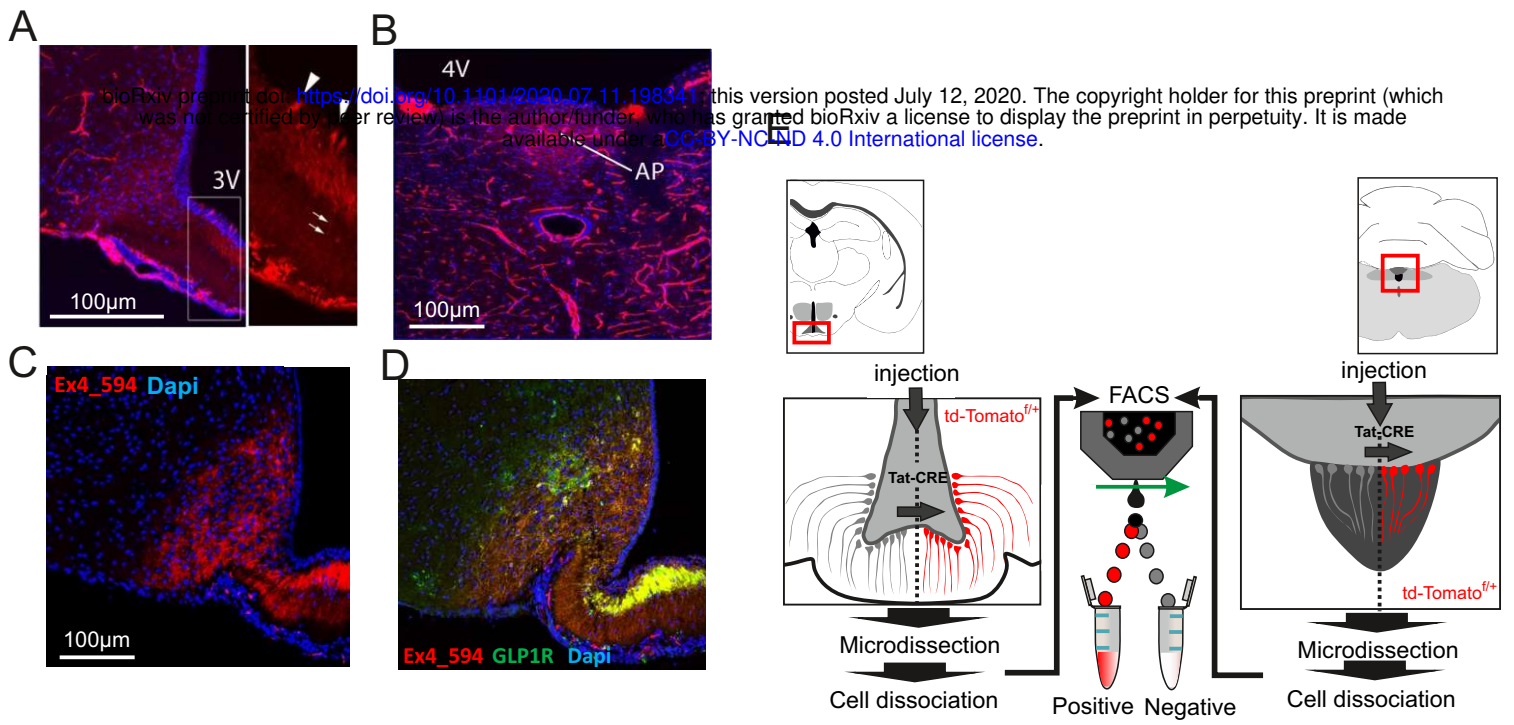 A
B
4V
bioRxiv preprint doi: https://doi.org/10.1101/2020.07.11.198341; this version posted July 12, 2020. The copyright holder for this preprint (which
was not certified by peer review) is the author/funder, who has granted bioRxiv a license to display the preprint in perpetuity. It is made
available under aCC-BY-NC-ND 4.0 International license.
E
AP
3V
100µm
100µm
C
D
Ex4_594 Dapi
100µm
Ex4_594 GLP1R Dapi
injection
td-Tomatof/+
Tat-CRE
Microdissection
Cell dissociation
FACS
Positive Negative
injection
Tat-CRE
td-Tomatof/+
Microdissection
Cell dissociation